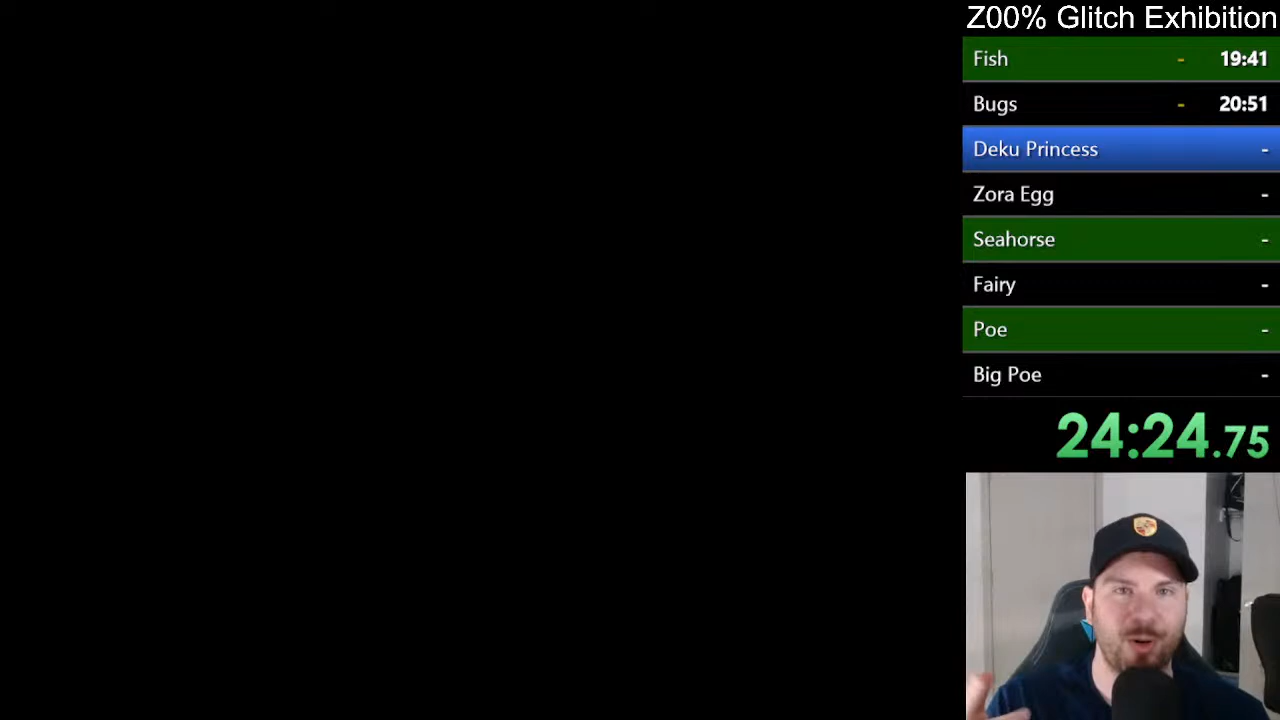 Z00% Glitch Exhibition
Fish - 19:41
Bugs - 20:51
Deku Princess -
Zora Egg -
Seahorse -
Fairy -
Poe -
Big Poe -
24:24.75